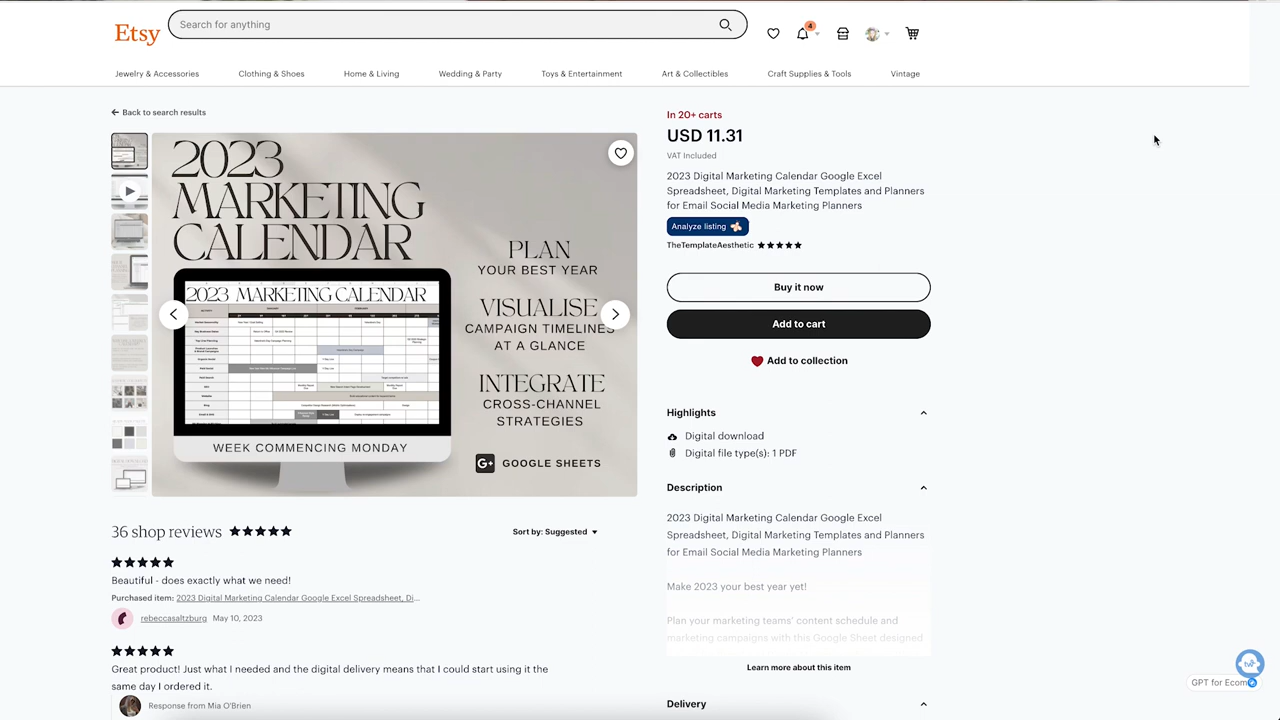 Etsy
Search for anything
4
Jewelry & Accessories
Clothing & Shoes
Home & Living
Wedding & Party
Toys & Entertainment
Art & Collectibles
Craft Supplies & Tools
Vintage
Back to search results
2023
MARKETING
CALENDAR
PLAN
YOUR BEST YEAR
VISUALISE
CAMPAIGN TIMELINES
AT A GLANCE
INTEGRATE
CROSS-CHANNEL
STRATEGIES
2023 MARKETING CALENDAR
WEEK COMMENCING MONDAY
G+ GOOGLE SHEETS
In 20+ carts
USD 11.31
VAT Included
2023 Digital Marketing Calendar Google Excel
Spreadsheet, Digital Marketing Templates and Planners
for Email Social Media Marketing Planners
Analyze listing
TheTemplateAesthetic
Buy it now
Add to cart
Add to collection
Highlights
Digital download
Digital file type(s): 1 PDF
Description
2023 Digital Marketing Calendar Google Excel
Spreadsheet, Digital Marketing Templates and Planners
for Email Social Media Marketing Planners
Make 2023 your best year yet!
Plan your marketing teams' content schedule and
marketing campaigns with this Google Sheet designed
Learn more about this item
Delivery
36 shop reviews
Sort by: Suggested
Beautiful - does exactly what we need!
Purchased item: 2023 Digital Marketing Calendar Google Excel Spreadsheet, Di...
rebeccasaltzburg May 10, 2023
Great product! Just what I needed and the digital delivery means that I could start using it the
same day I ordered it.
Response from Mia O'Brien
GPT for Ecom